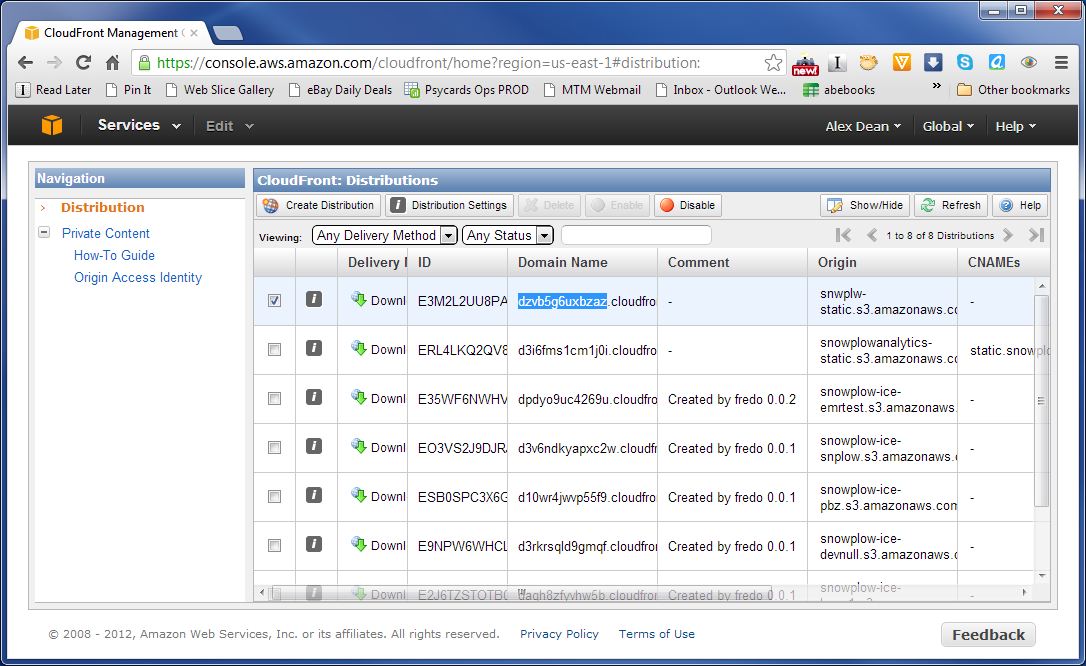 CloudFront Management
https://console.aws.amazon.com/cloudfront/home?region=us-east-1#distribution:
new!
Read Later Pin It Web Slice Gallery eBay Daily Deals Psycards Ops PROD MTM Webmail Inbox - Outlook We... abebooks » Other bookmarks
Services Edit Alex Dean Global Help
Navigation
Distribution
Private Content
How-To Guide
Origin Access Identity
CloudFront: Distributions
Create Distribution Distribution Settings Delete Enable Disable Show/Hide Refresh Help
Viewing: Any Delivery Method Any Status 1 to 8 of 8 Distributions
Delivery ID Domain Name Comment Origin CNAMEs
Downl E3M2L2UU8PA dzvb5g6uxbzaz.cloudfro - snwplw-
static.s3.amazonaws.co -
Downl ERL4LKQ2QV8 d3i6fms1cm1j0i.cloudfro - snowplowanalytics-
static.s3.amazonaws.co static.snowplo
Downl E35WF6NWHV dpdyo9uc4269u.cloudfro Created by fredo 0.0.2 snowplow-ice-
emrtest.s3.amazonaws. -
Downl EO3VS2J9DJR d3v6ndkyapxc2w.cloudfr Created by fredo 0.0.1 snowplow-ice-
snplow.s3.amazonaws.c -
Downl ESB0SPC3X6G d10wr4jwvp55f9.cloudfr Created by fredo 0.0.1 snowplow-ice-
pbz.s3.amazonaws.com -
Downl E9NPW6WHCL d3rkrsqld9gmqf.cloudfro Created by fredo 0.0.1 snowplow-ice-
devnull.s3.amazonaws.c -
Downl Created by fredo 0.0.1 snowplow-ice-
© 2008 - 2012, Amazon Web Services, Inc. or its affiliates. All rights reserved. Privacy Policy Terms of Use
Feedback